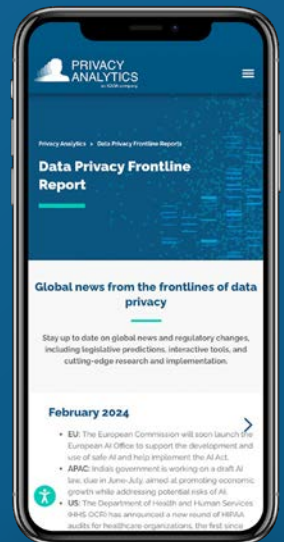 PRIVACY
ANALYTICS
an IQVIA company
Privacy Analytics > Data Privacy Frontline Reports
Data Privacy Frontline
Report
Global news from the frontlines of data
privacy
Stay up to date on global news and regulatory changes,
including legislative predictions, interactive tools, and
cutting-edge research and implementation.
February 2024
EU: The European Commission will soon launch the
European AI Office to support the development and
use of safe AI and help implement the AI Act.
APAC: India's government is working on a draft AI
law, due in June-July, aimed at promoting economic
growth while addressing potential risks of AI.
US: The Department of Health and Human Services
(HHS OCR) has announced a new round of HIPAA
audits for healthcare organizations, the first since